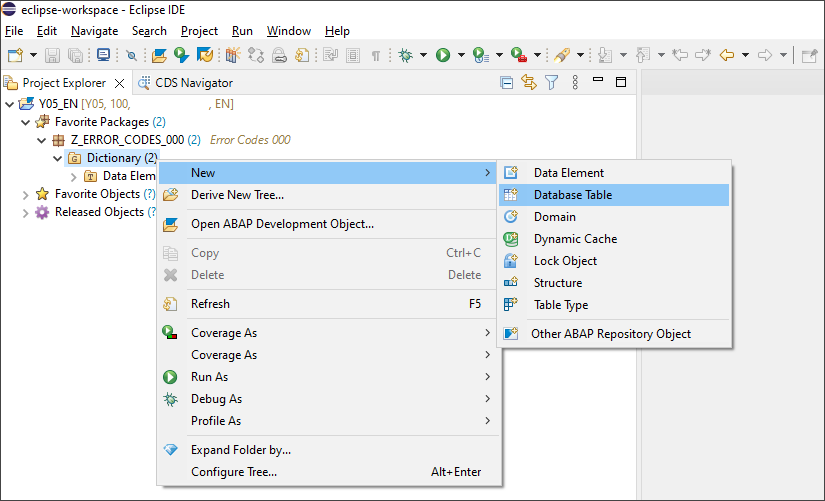 eclipse-workspace - Eclipse IDE
File Edit Navigate Search Project Run Window Help
Project Explorer CDS Navigator
Y05_EN [Y05, 100, , EN]
Favorite Packages (2)
Z_ERROR_CODES_000 (2) Error Codes 000
Dictionary (2)
Data Elem
Favorite Objects (?)
Released Objects (?
New
Derive New Tree...
Open ABAP Development Object...
Copy Ctrl+C
Delete Delete
Refresh F5
Coverage As
Coverage As
Run As
Debug As
Profile As
Expand Folder by...
Configure Tree... Alt+Enter
Data Element
Database Table
Domain
Dynamic Cache
Lock Object
Structure
Table Type
Other ABAP Repository Object